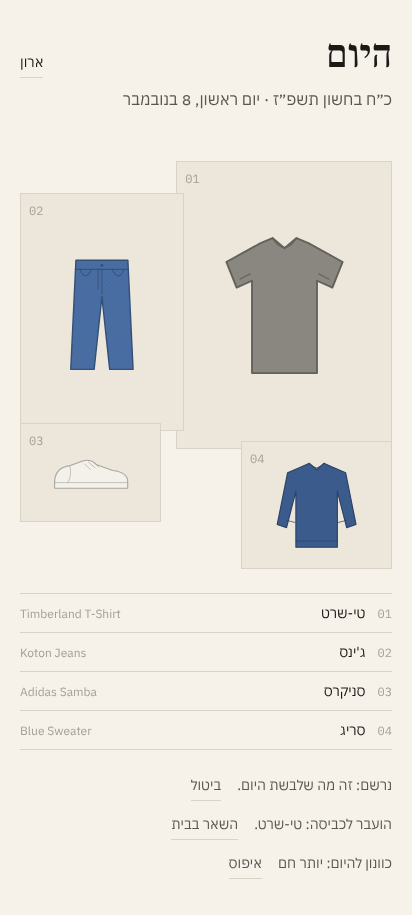 היום
ארון
כ״ח בחשון תשפ״ז · יום ראשון, 8 בנובמבר
01
02
03
04
01 טי-שרט Timberland T-Shirt
02 ג'ינס Koton Jeans
03 סניקרס Adidas Samba
04 סריג Blue Sweater
נרשם: זה מה שלבשת היום. ביטול
הועבר לכביסה: טי-שרט. השאר בבית
כוונון להיום: יותר חם איפוס